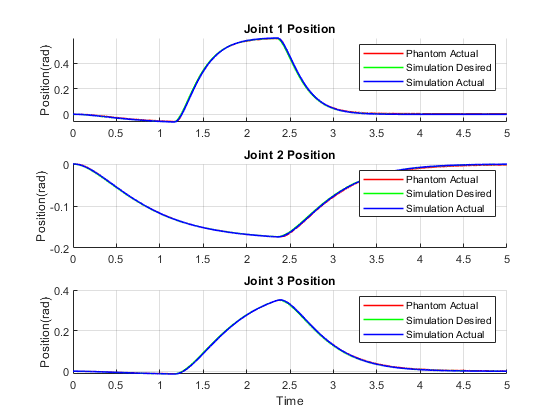 Joint 1 Position
Position(rad)
0.4
0.2
0
Phantom Actual
Simulation Desired
Simulation Actual
0 0.5 1 1.5 2 2.5 3 3.5 4 4.5 5
Joint 2 Position
Position(rad)
0
-0.1
-0.2
Phantom Actual
Simulation Desired
Simulation Actual
0 0.5 1 1.5 2 2.5 3 3.5 4 4.5 5
Joint 3 Position
Position(rad)
0.4
0.2
0
Phantom Actual
Simulation Desired
Simulation Actual
0 0.5 1 1.5 2 2.5 3 3.5 4 4.5 5
Time